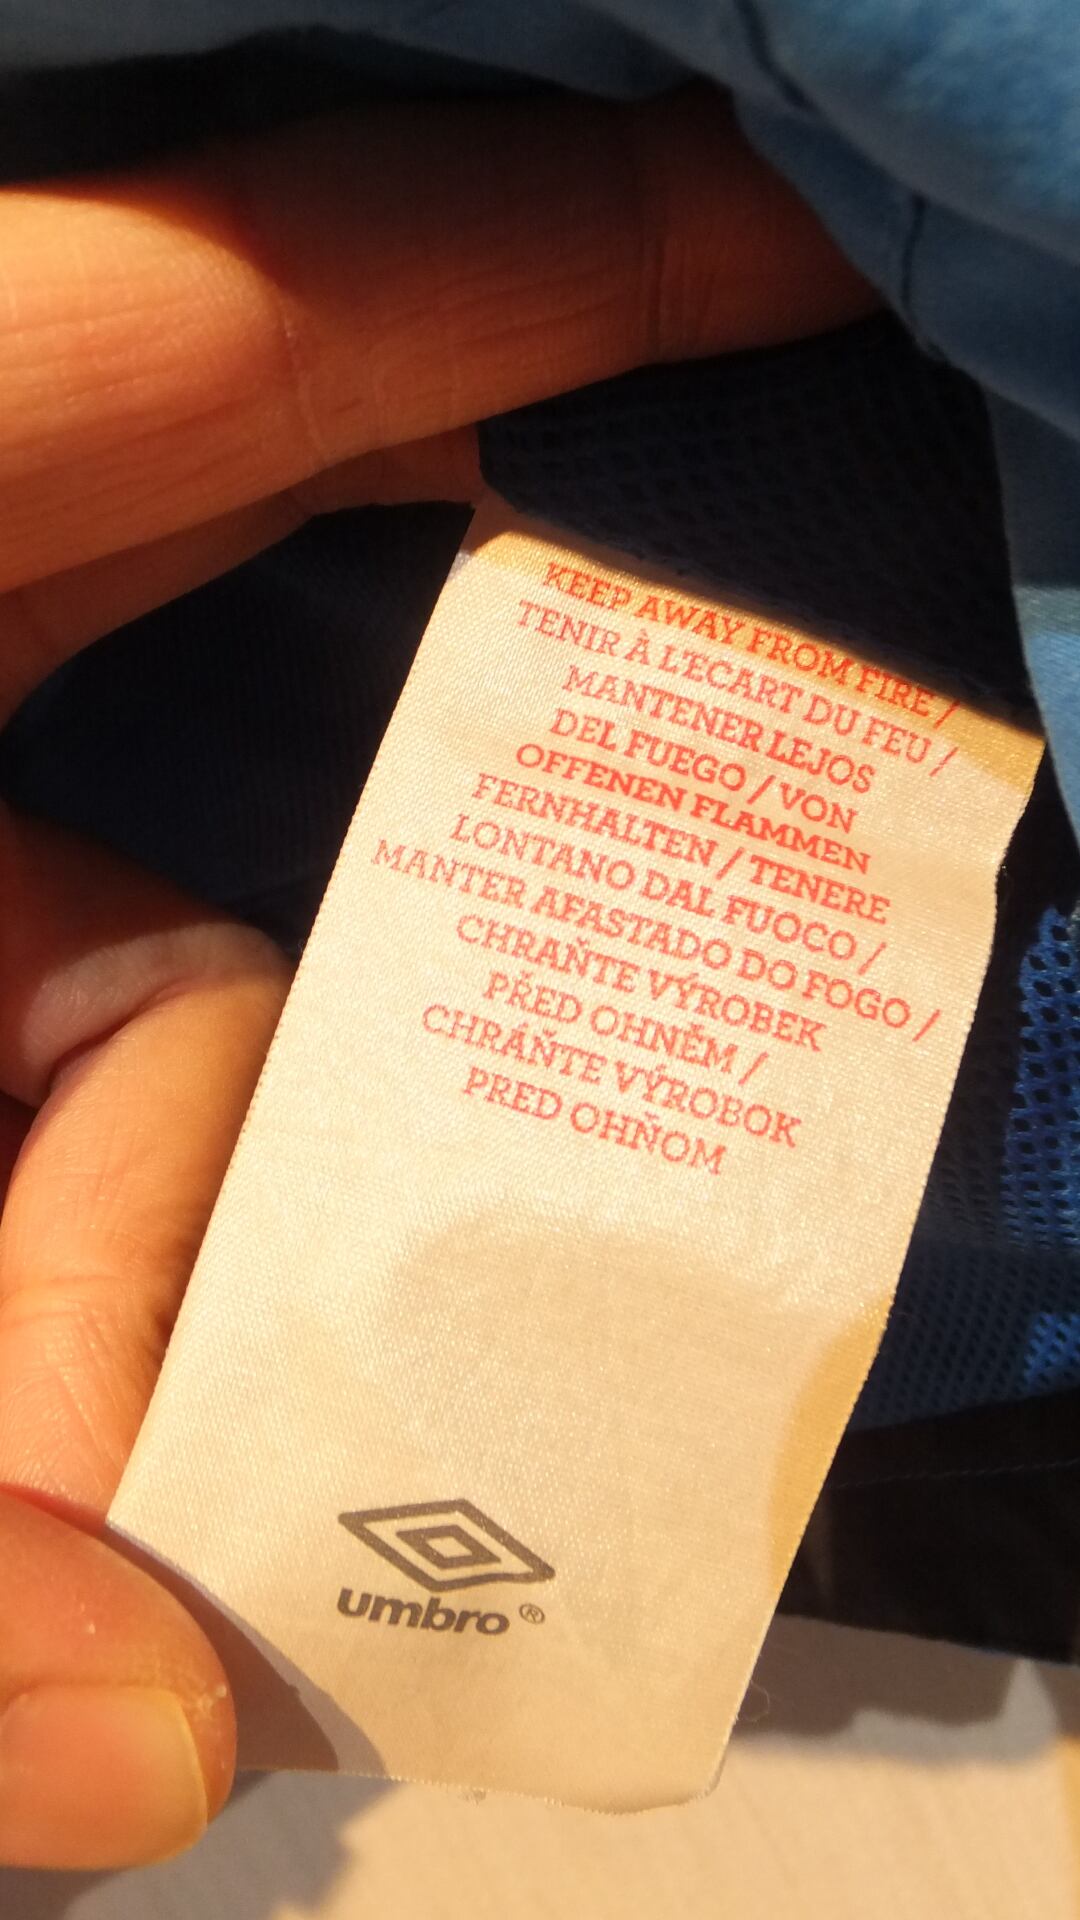 KEEP AWAY FROM FIRE /
TENIR À L'ECART DU FEU /
MANTENER LEJOS
DEL FUEGO / VON
OFFENEN FLAMMEN
FERNHALTEN / TENERE
LONTANO DAL FUOCO /
MANTER AFASTADO DO FOGO /
CHRAŇTE VÝROBEK
PŘED OHNĚM /
CHRÁŇTE VÝROBOK
PRED OHŇOM
umbro®